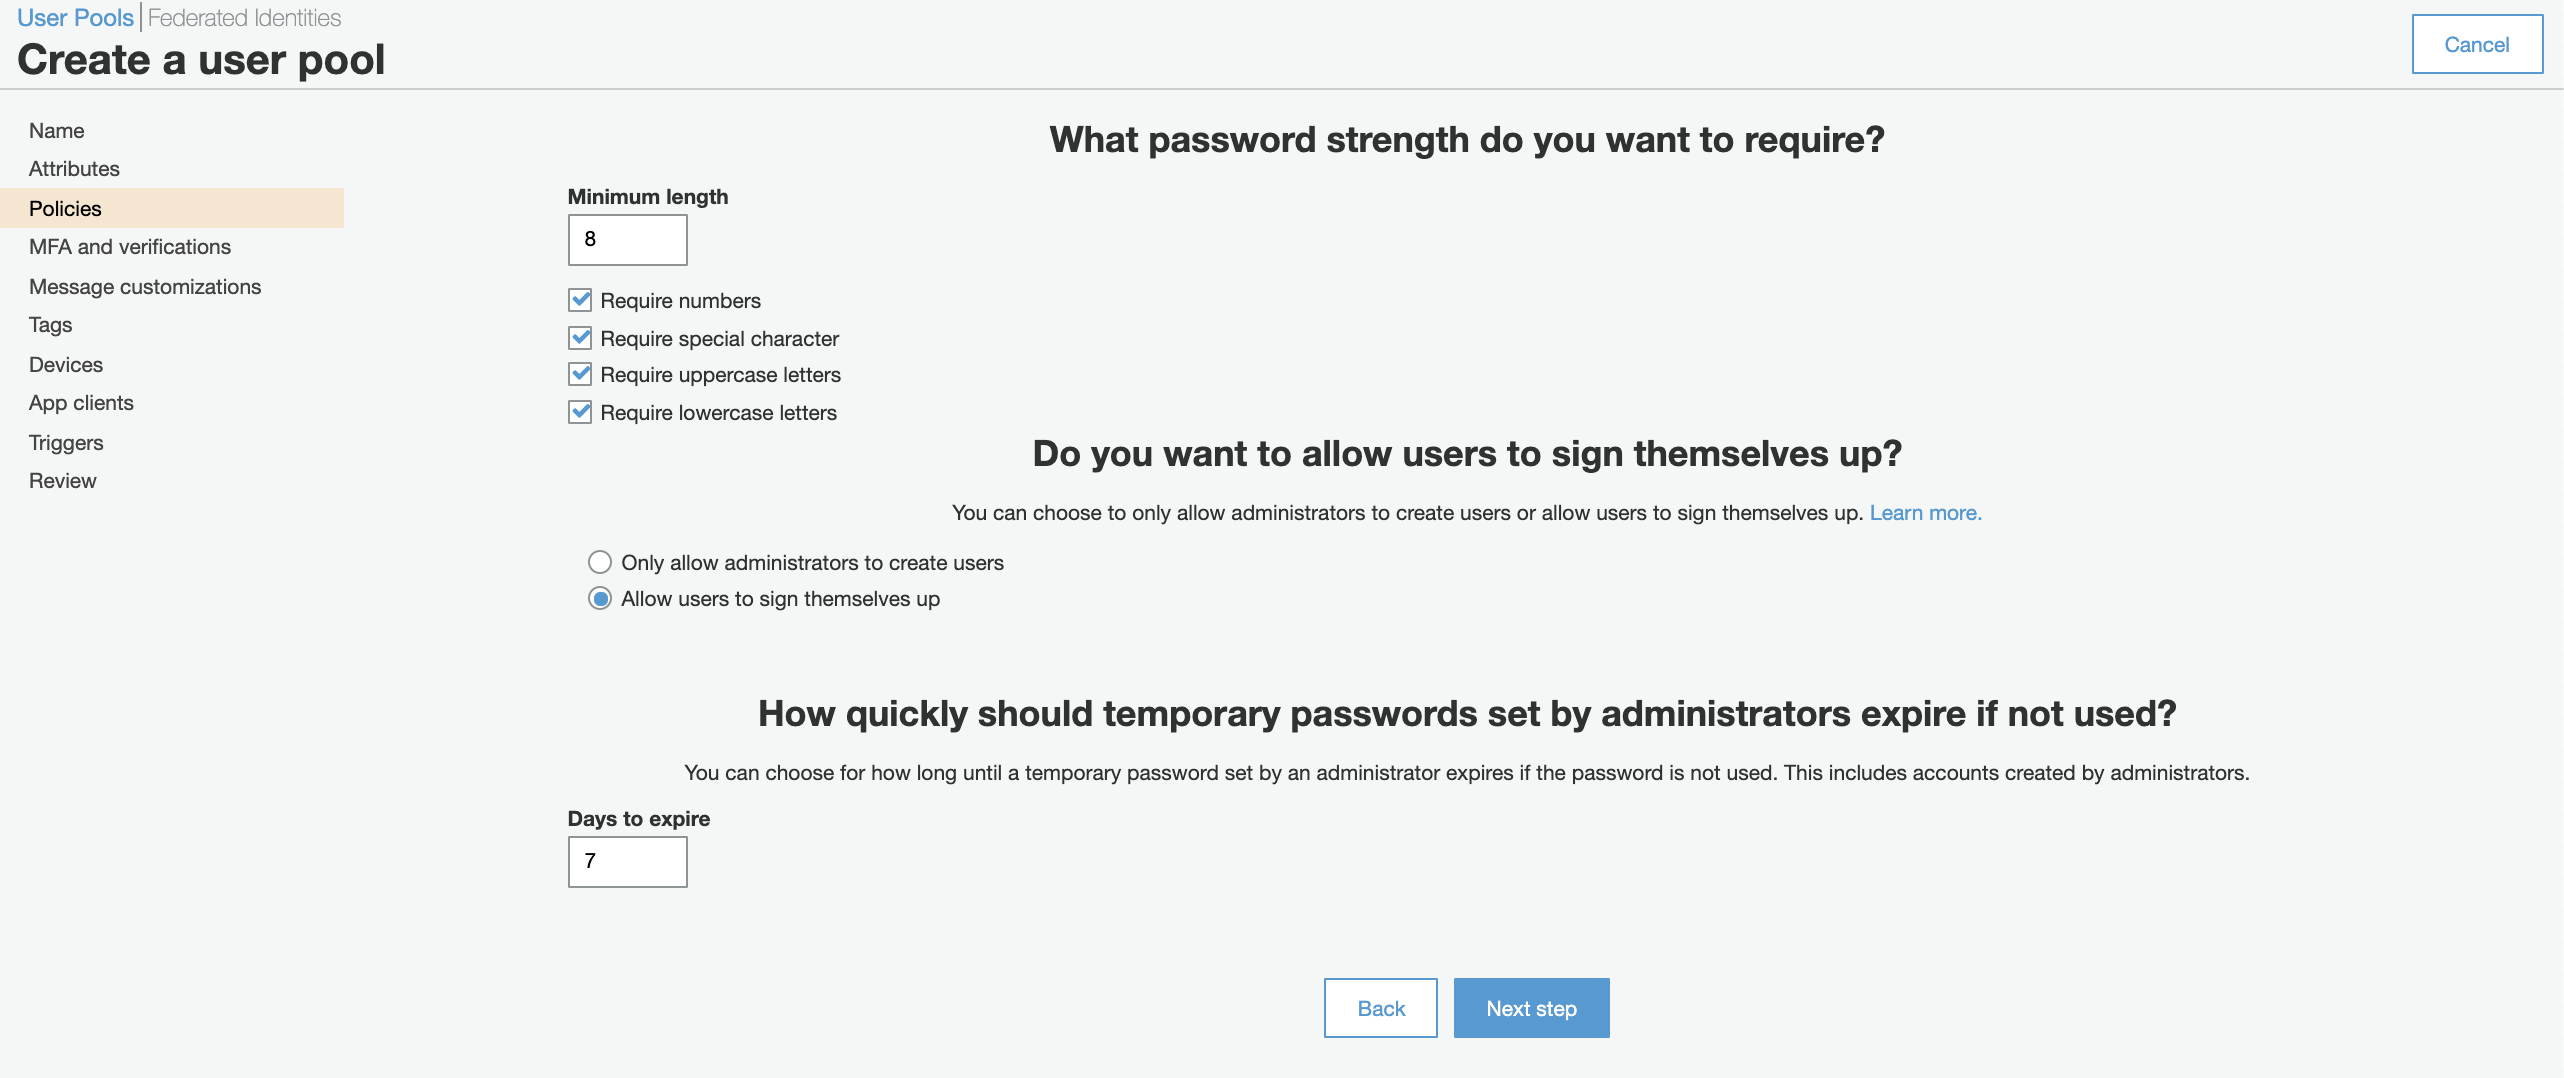 User Pools | Federated Identities
Create a user pool
Cancel
Name
Attributes
Policies
MFA and verifications
Message customizations
Tags
Devices
App clients
Triggers
Review
What password strength do you want to require?
Minimum length
8
Require numbers
Require special character
Require uppercase letters
Require lowercase letters
Do you want to allow users to sign themselves up?
You can choose to only allow administrators to create users or allow users to sign themselves up. Learn more.
Only allow administrators to create users
Allow users to sign themselves up
How quickly should temporary passwords set by administrators expire if not used?
You can choose for how long until a temporary password set by an administrator expires if the password is not used. This includes accounts created by administrators.
Days to expire
7
Back
Next step